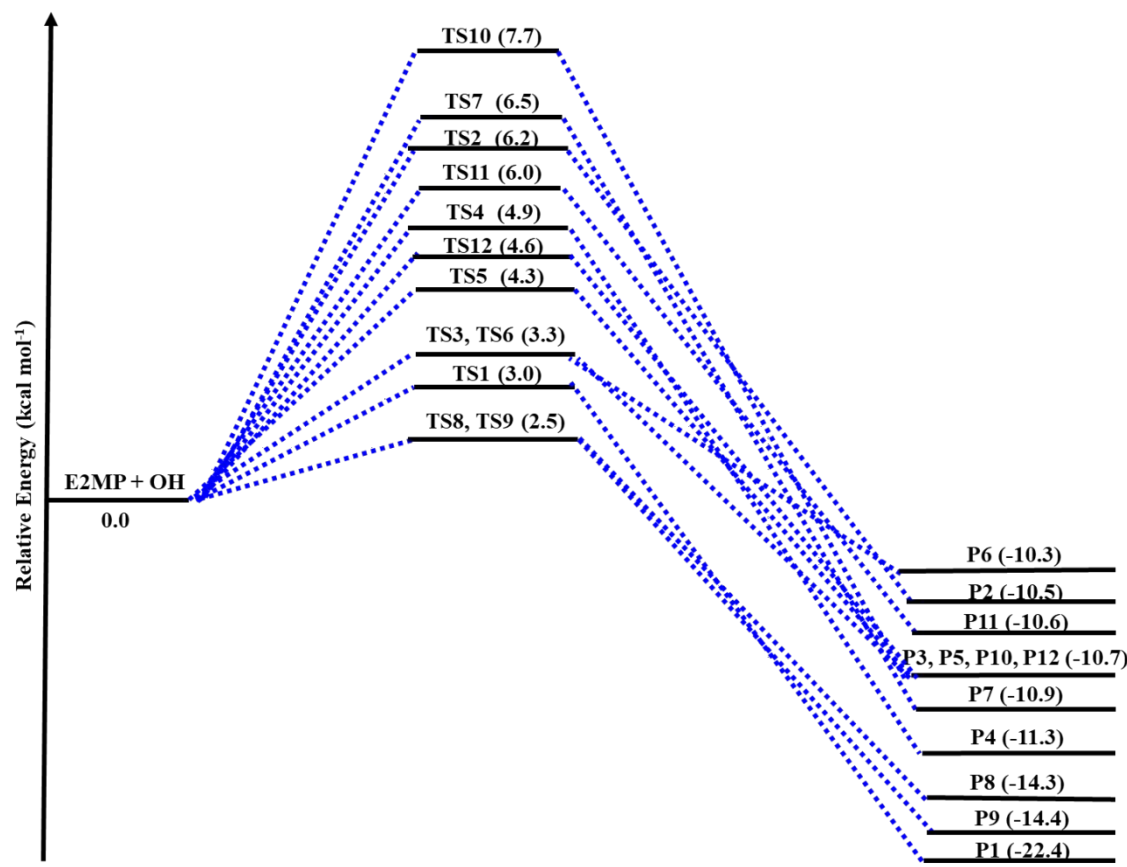 TS10 (7.7)
TS7 (6.5)
TS2 (6.2)
TS11 (6.0)
TS4 (4.9)
TS12 (4.6)
TS5 (4.3)
TS3, TS6 (3.3)
TS1 (3.0)
TS8, TS9 (2.5)
Relative Energy (kcal mol⁻¹)
E2MP + OH
0.0
P6 (-10.3)
P2 (-10.5)
P11 (-10.6)
P3, P5, P10, P12 (-10.7)
P7 (-10.9)
P4 (-11.3)
P8 (-14.3)
P9 (-14.4)
P1 (-22.4)